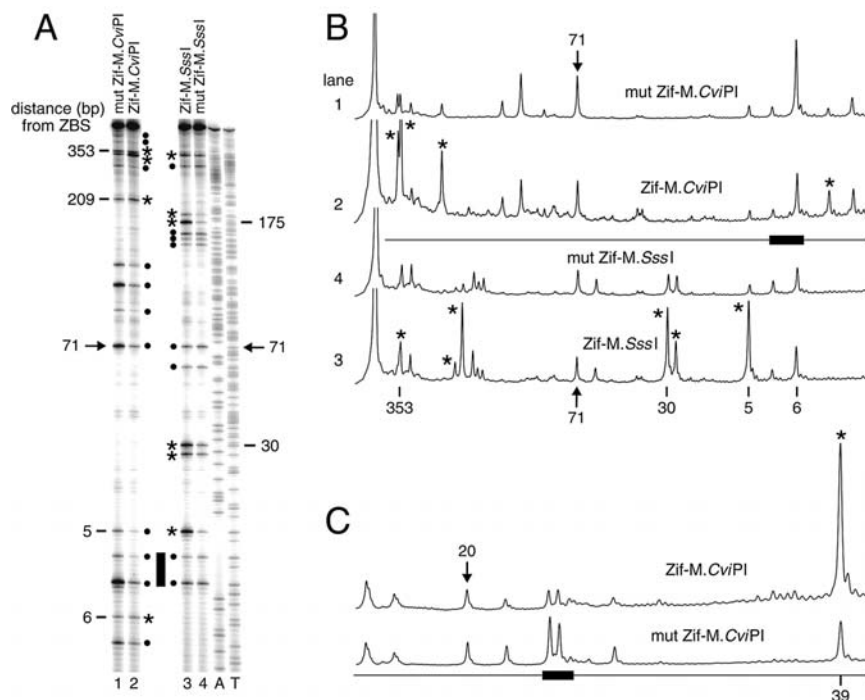 A
mut Zif-M.CviPI
Zif-M.CviPI
Zif-M.SssI
mut Zif-M.SssI
distance (bp)
from ZBS
353
*
*
*
209
*
*
*
175
71
71
*
*
30
5
*
6
*
1 2 3 4 A T
B
lane
71
1
mut Zif-M.CviPI
* *
*
*
2
Zif-M.CviPI
4
mut Zif-M.SssI
3
Zif-M.SssI
*
*
*
*
*
*
353
71
30
5
6
C
*
20
Zif-M.CviPI
mut Zif-M.CviPI
39